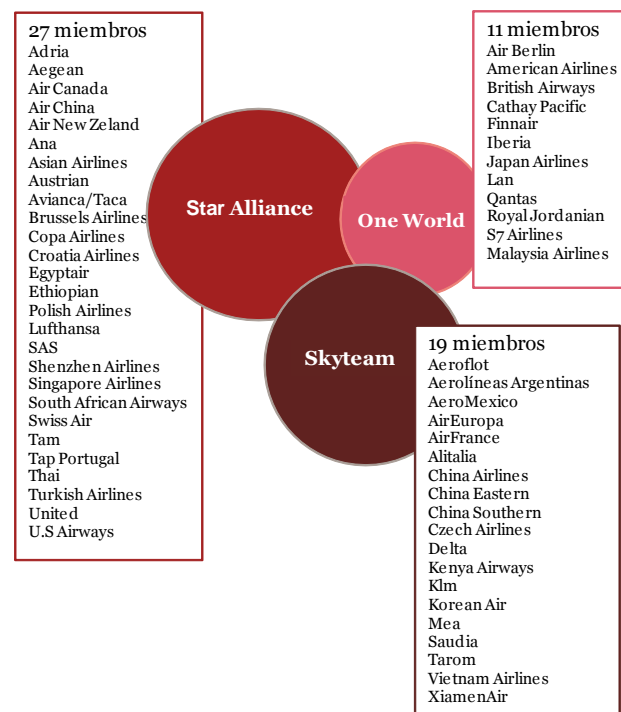 27 miembros
Adria
Aegean
Air Canada
Air China
Air New Zeland
Ana
Asian Airlines
Austrian
Avianca/Taca
Brussels Airlines
Copa Airlines
Croatia Airlines
Egyptair
Ethiopian
Polish Airlines
Lufthansa
SAS
Shenzhen Airlines
Singapore Airlines
South African Airways
Swiss Air
Tam
Tap Portugal
Thai
Turkish Airlines
United
U.S Airways
Star Alliance
One World
Skyteam
11 miembros
Air Berlin
American Airlines
British Airways
Cathay Pacific
Finnair
Iberia
Japan Airlines
Lan
Qantas
Royal Jordanian
S7 Airlines
Malaysia Airlines
19 miembros
Aeroflot
Aerolíneas Argentinas
AeroMexico
AirEuropa
AirFrance
Alitalia
China Airlines
China Eastern
China Southern
Czech Airlines
Delta
Kenya Airways
Klm
Korean Air
Mea
Saudia
Tarom
Vietnam Airlines
XiamenAir